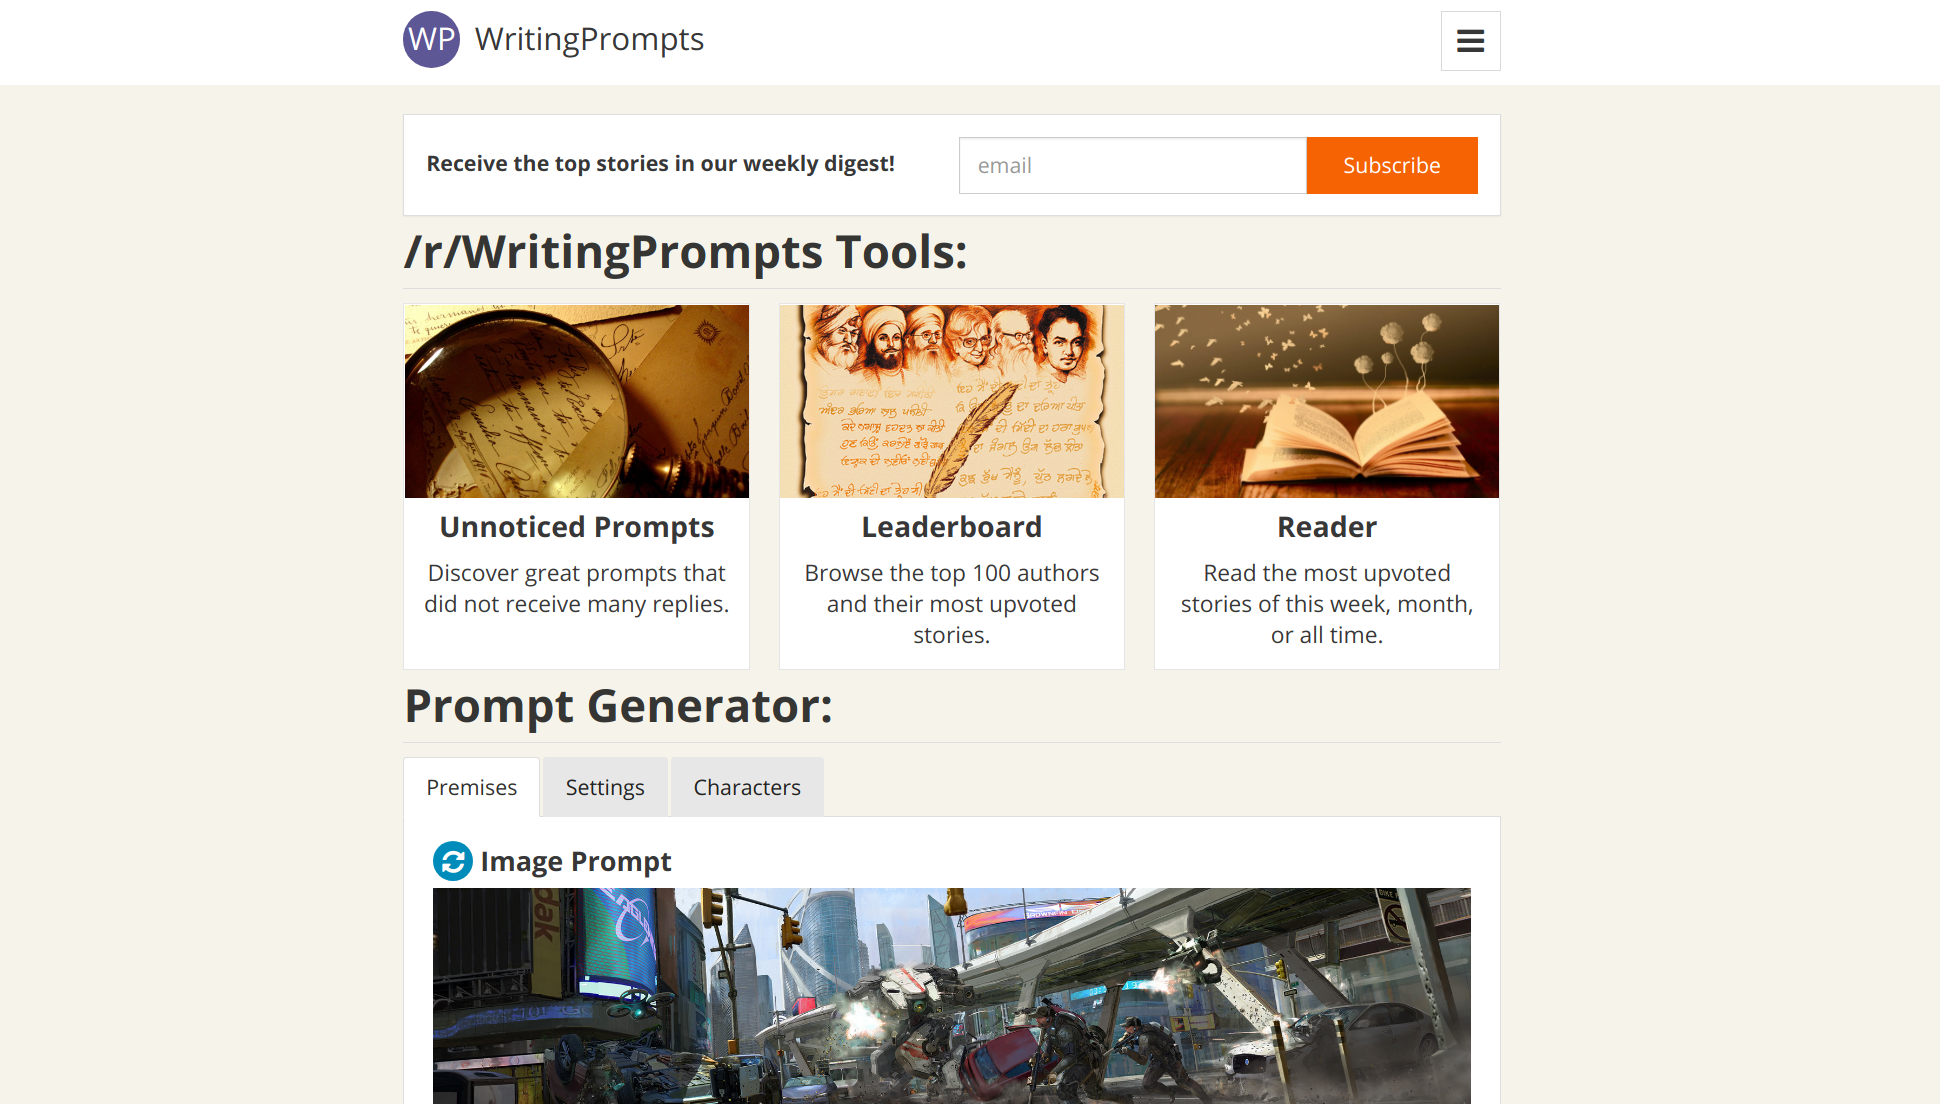 WP WritingPrompts
Receive the top stories in our weekly digest!
email
Subscribe
/r/WritingPrompts Tools:
Unnoticed Prompts
Discover great prompts that
did not receive many replies.
Leaderboard
Browse the top 100 authors
and their most upvoted
stories.
Reader
Read the most upvoted
stories of this week, month,
or all time.
Prompt Generator:
Premises
Settings
Characters
Image Prompt